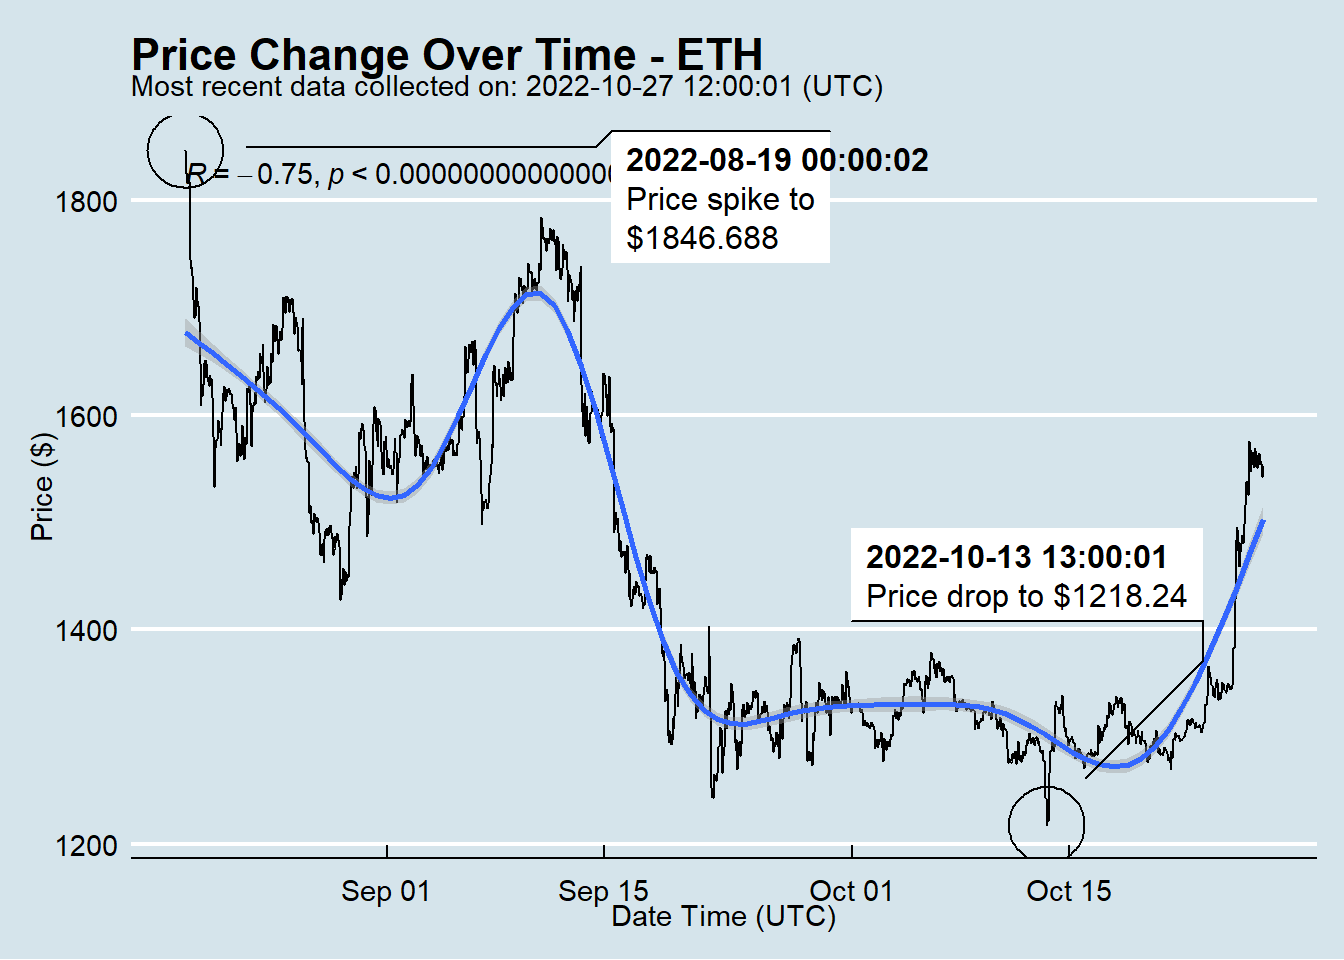 Price Change Over Time - ETH
Most recent data collected on: 2022-10-27 12:00:01 (UTC)
R = −0.75, p < 0.0000000000000
2022-08-19 00:00:02
Price spike to
$1846.688
1800
1600
1400
1200
Price ($)
2022-10-13 13:00:01
Price drop to $1218.24
Sep 01
Sep 15
Oct 01
Oct 15
Date Time (UTC)